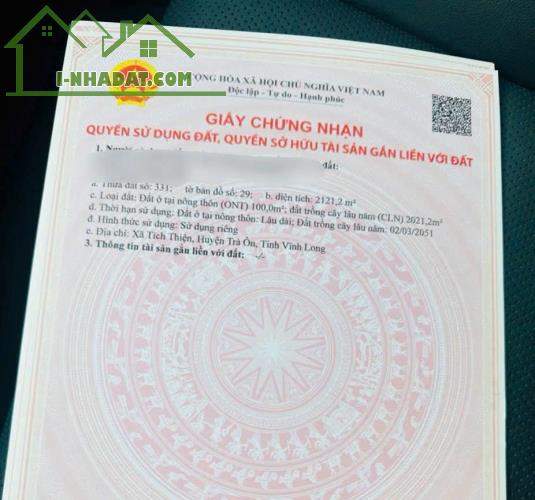 I-NHADAT.COM
CỘNG HÒA XÃ HỘI CHỦ NGHĨA VIỆT NAM
Độc lập - Tự do - Hạnh phúc
GIẤY CHỨNG NHẬN
QUYỀN SỬ DỤNG ĐẤT, QUYỀN SỞ HỮU TÀI SẢN GẮN LIỀN VỚI ĐẤT
đất:
a. Thửa đất số: 331; tờ bản đồ số: 29; b. diện tích: 2121,2 m²
c. Loại đất: Đất ở tại nông thôn (ONT) 100,0m²; đất trồng cây lâu năm (CLN) 2021,2m²
d. Thời hạn sử dụng: Đất ở tại nông thôn: Lâu dài; Đất trồng cây lâu năm: 02/03/2051
đ. Hình thức sử dụng: Sử dụng riêng
e. Địa chỉ: Xã Tích Thiện, Huyện Trà Ôn, Tỉnh Vĩnh Long
3. Thông tin tài sản gắn liền với đất: -/-